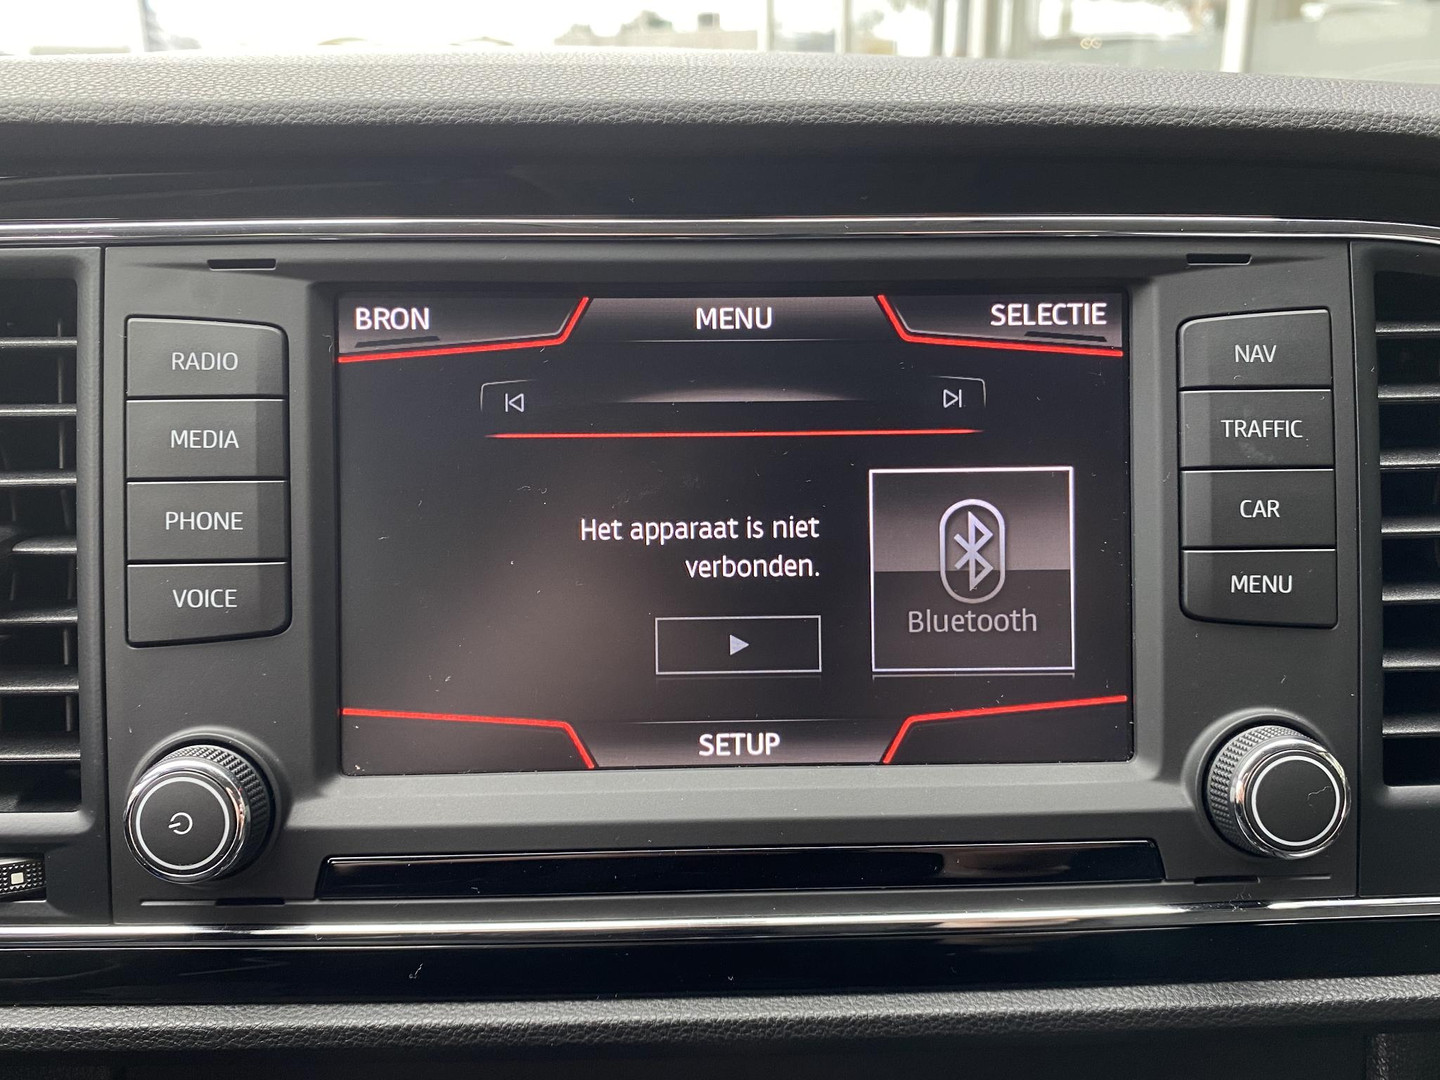 BRON MENU SELECTIE
RADIO
MEDIA
PHONE
VOICE
Het apparaat is niet
verbonden.
Bluetooth
SETUP
NAV
TRAFFIC
CAR
MENU